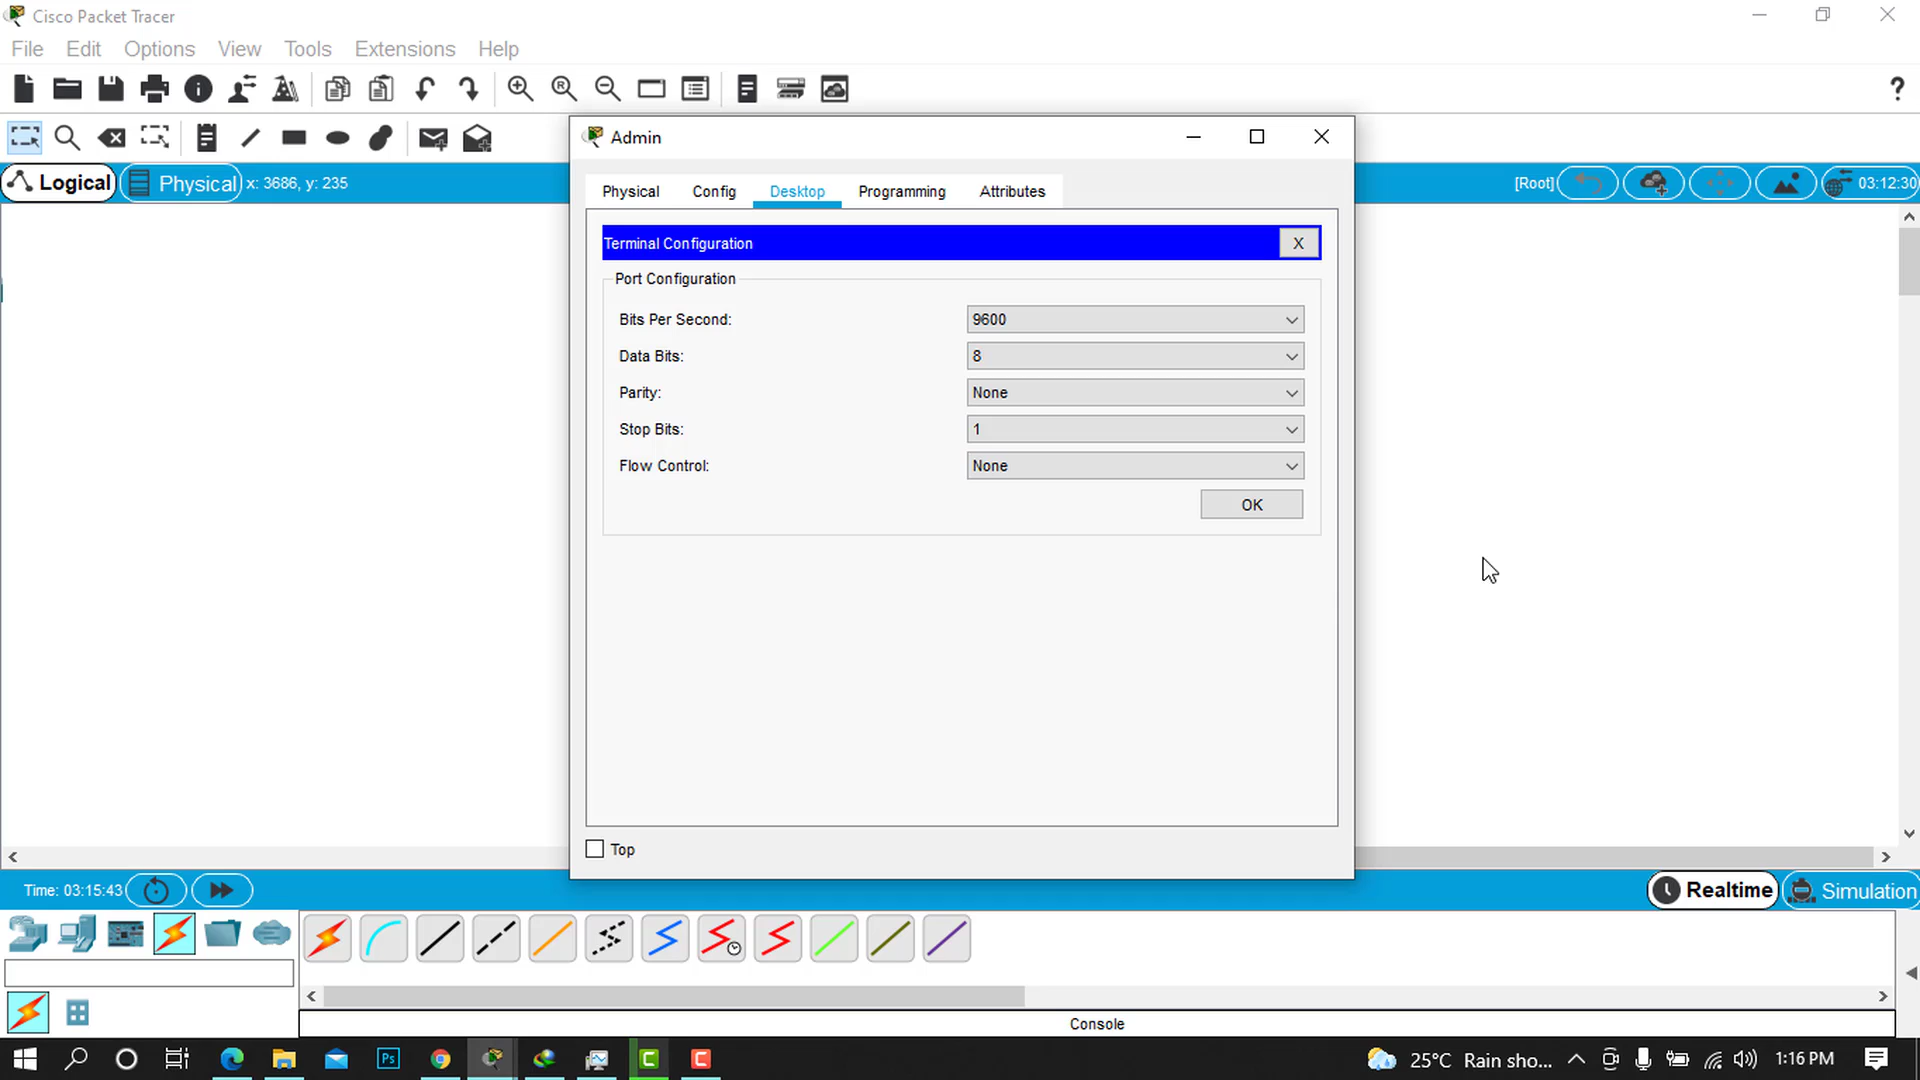 Cisco Packet Tracer
File Edit Options View Tools Extensions Help
Admin
Logical Physical x: 3686, y: 235 [Root] 03:12:30
Physical Config Desktop Programming Attributes
Terminal Configuration X
Port Configuration
Bits Per Second: 9600
Data Bits: 8
Parity: None
Stop Bits: 1
Flow Control: None
OK
Top
Time: 03:15:43 Realtime Simulation
Console
25°C Rain sho... 1:16 PM